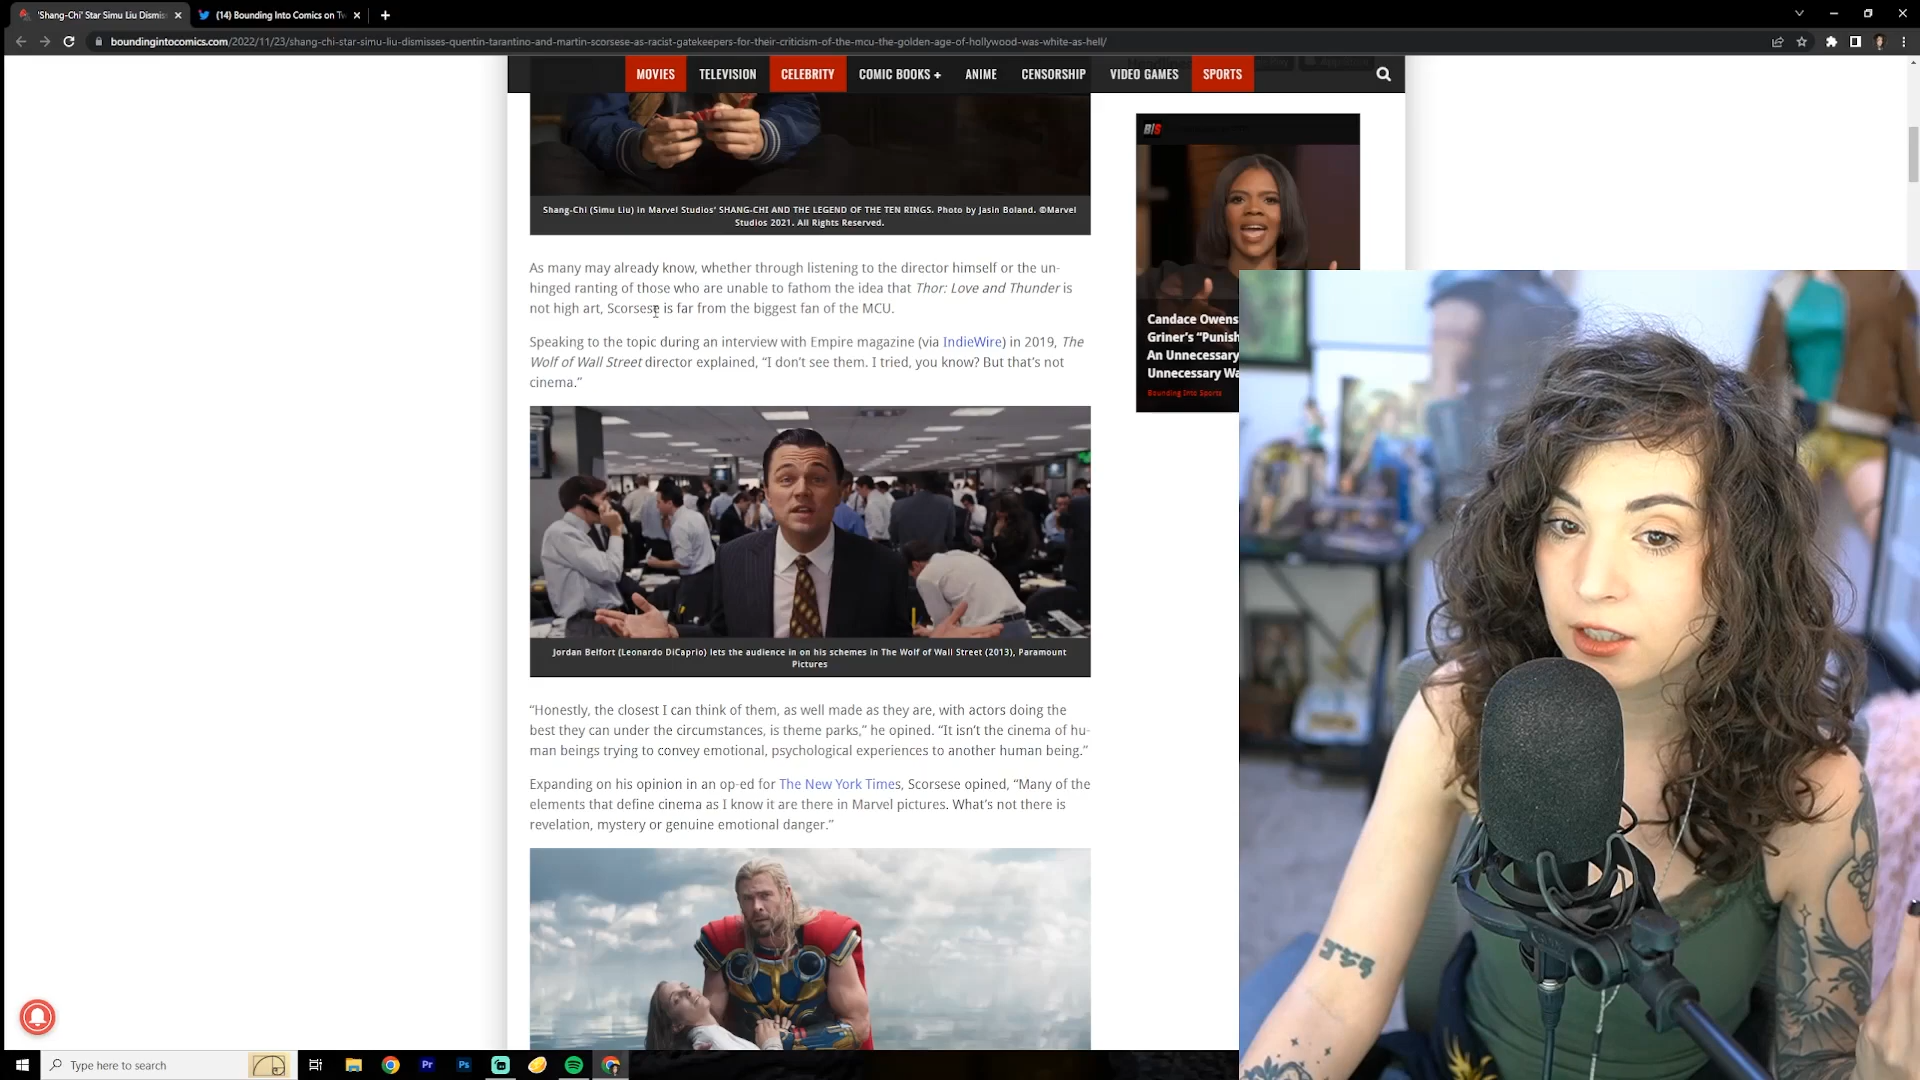 'Shang-Chi' Star Simu Liu Dismis
(14) Bounding Into Comics on Tw
boundingintocomics.com/2022/11/23/shang-chi-star-simu-liu-dismisses-quentin-tarantino-and-martin-scorsese-as-racist-gatekeepers-for-their-criticism-of-the-mcu-the-golden-age-of-hollywood-was-white-as-hell/
MOVIES TELEVISION CELEBRITY COMIC BOOKS + ANIME CENSORSHIP VIDEO GAMES SPORTS
Shang-Chi (Simu Liu) in Marvel Studios' SHANG-CHI AND THE LEGEND OF THE TEN RINGS. Photo by Jasin Boland. ©Marvel
Studios 2021. All Rights Reserved.
As many may already know, whether through listening to the director himself or the un-
hinged ranting of those who are unable to fathom the idea that Thor: Love and Thunder is
not high art, Scorsese is far from the biggest fan of the MCU.
Speaking to the topic during an interview with Empire magazine (via IndieWire) in 2019, The
Wolf of Wall Street director explained, “I don't see them. I tried, you know? But that's not
cinema.”
Jordan Belfort (Leonardo DiCaprio) lets the audience in on his schemes in The Wolf of Wall Street (2013), Paramount
Pictures
“Honestly, the closest I can think of them, as well made as they are, with actors doing the
best they can under the circumstances, is theme parks,” he opined. “It isn't the cinema of hu-
man beings trying to convey emotional, psychological experiences to another human being.”
Expanding on his opinion in an op-ed for The New York Times, Scorsese opined, “Many of the
elements that define cinema as I know it are there in Marvel pictures. What's not there is
revelation, mystery or genuine emotional danger.”
B/S
Candace Owens
Griner's “Punish
An Unnecessary
Unnecessary Wa
Bounding Into Sports
Type here to search
Pr
Ps